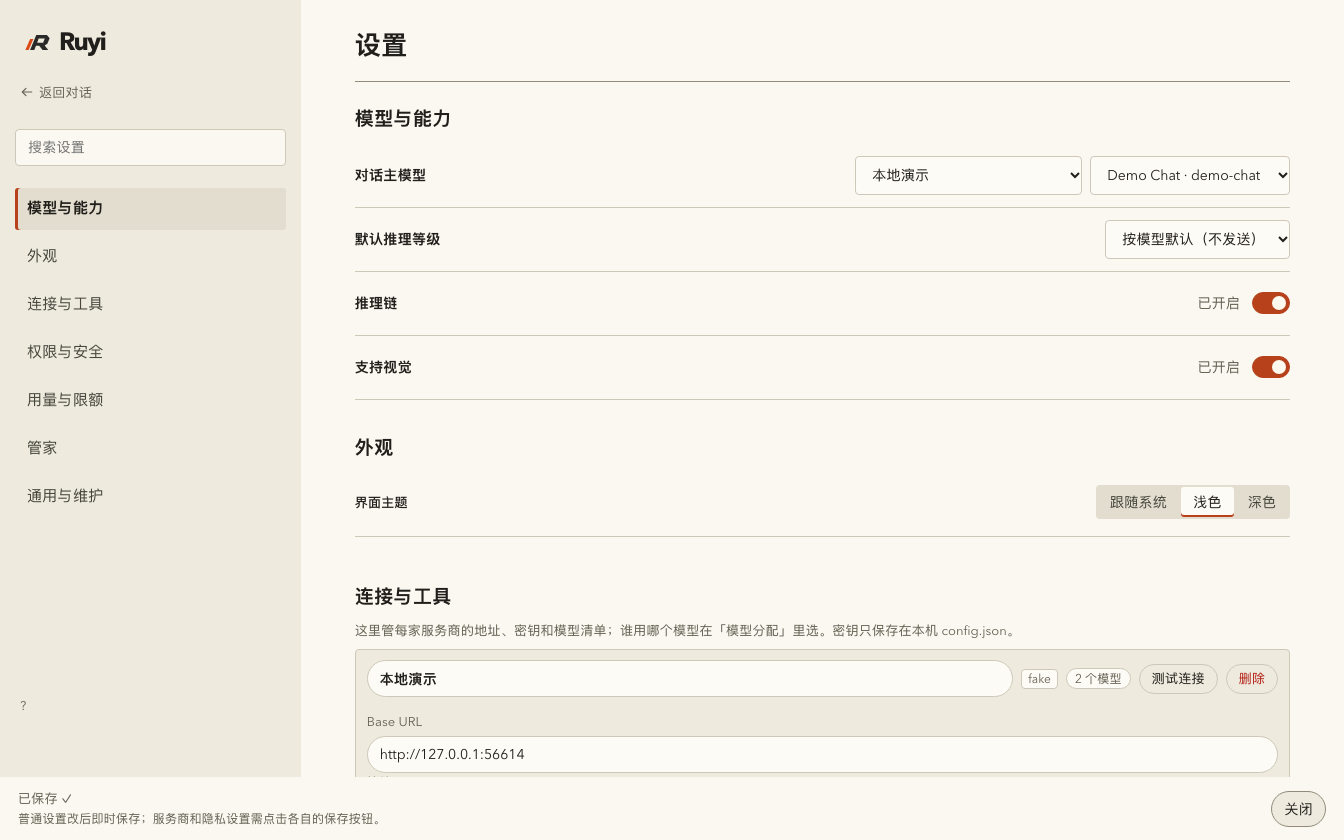 Ruyi
← 返回对话
搜索设置
模型与能力
外观
连接与工具
权限与安全
用量与限额
管家
通用与维护
?
设置
模型与能力
对话主模型 本地演示 Demo Chat · demo-chat
默认推理等级 按模型默认（不发送）
推理链 已开启
支持视觉 已开启
外观
界面主题 跟随系统 浅色 深色
连接与工具
这里管每家服务商的地址、密钥和模型清单；谁用哪个模型在「模型分配」里选。密钥只保存在本机 config.json。
本地演示 fake 2 个模型 测试连接 删除
Base URL
http://127.0.0.1:56614
已保存 ✓
普通设置改后即时保存；服务商和隐私设置需点击各自的保存按钮。
关闭